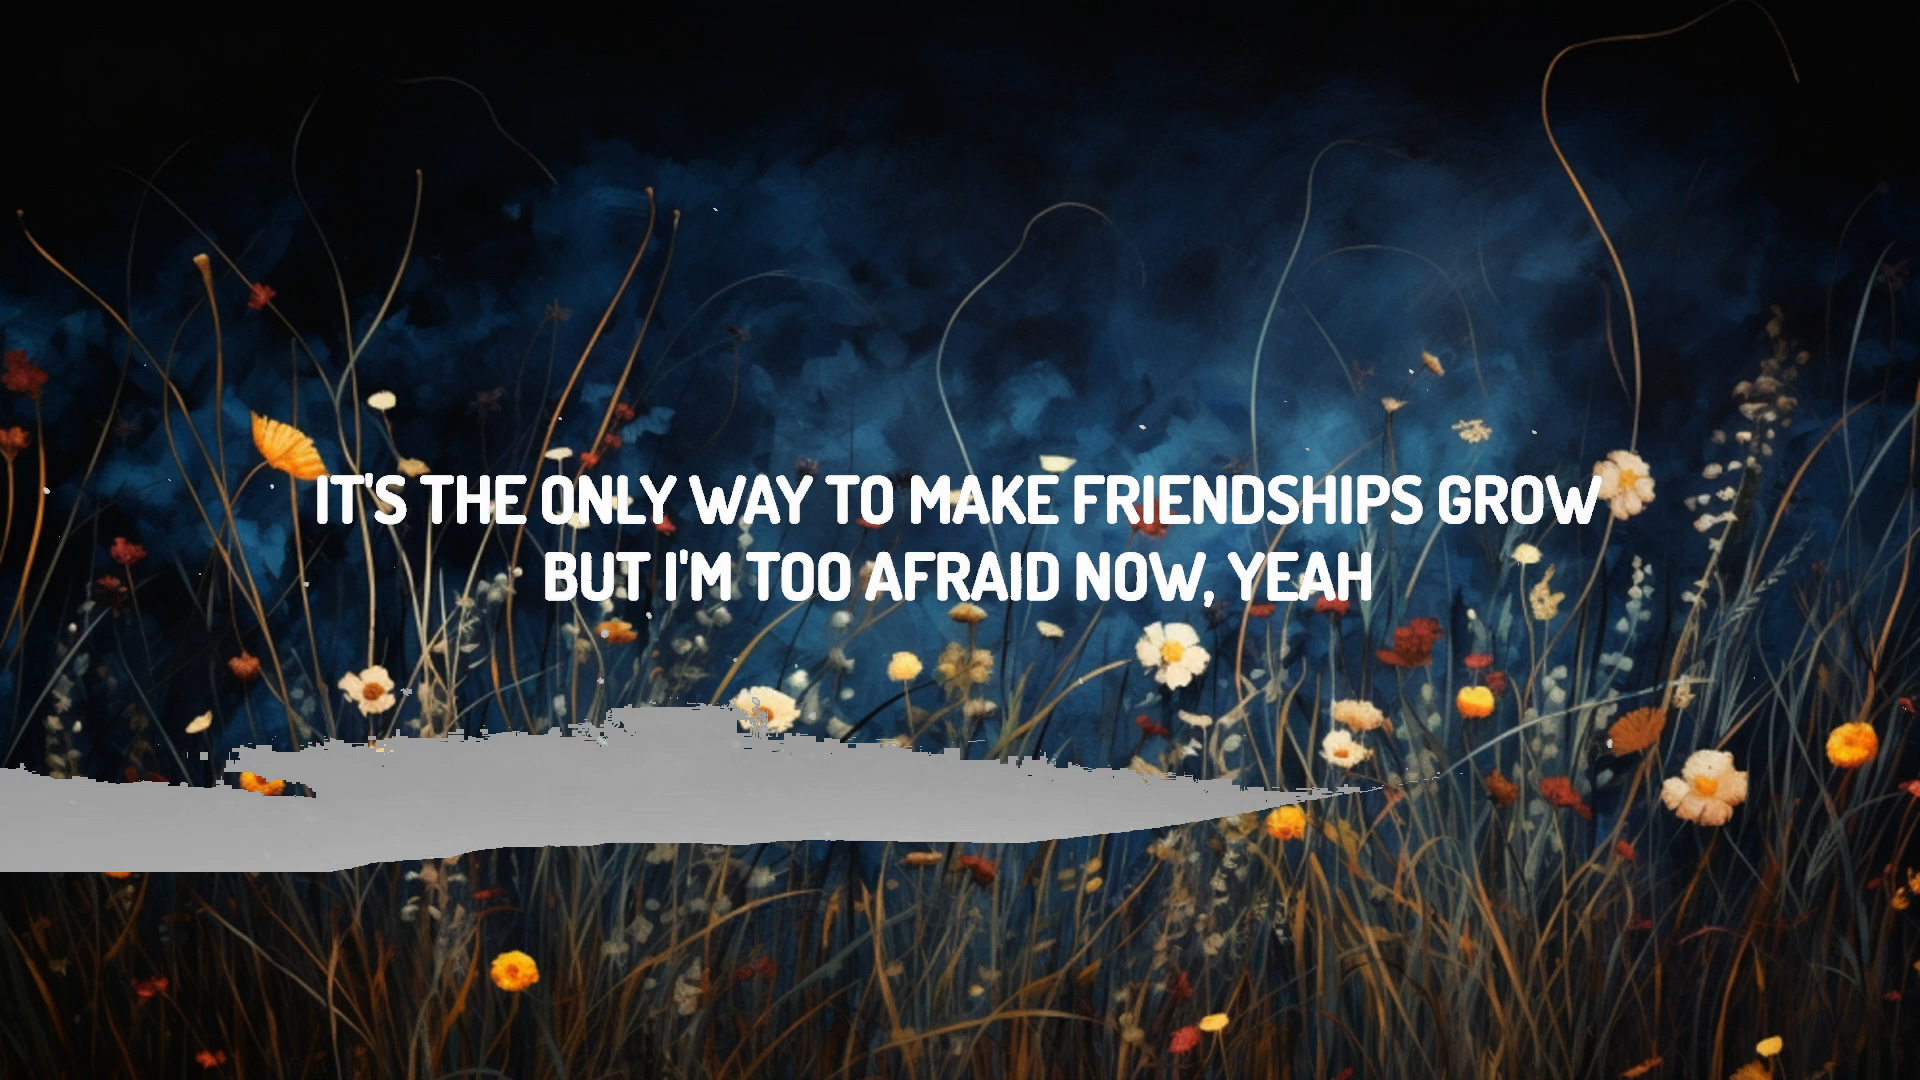 IT'S THE ONLY WAY TO MAKE FRIENDSHIPS GROW
BUT I'M TOO AFRAID NOW, YEAH